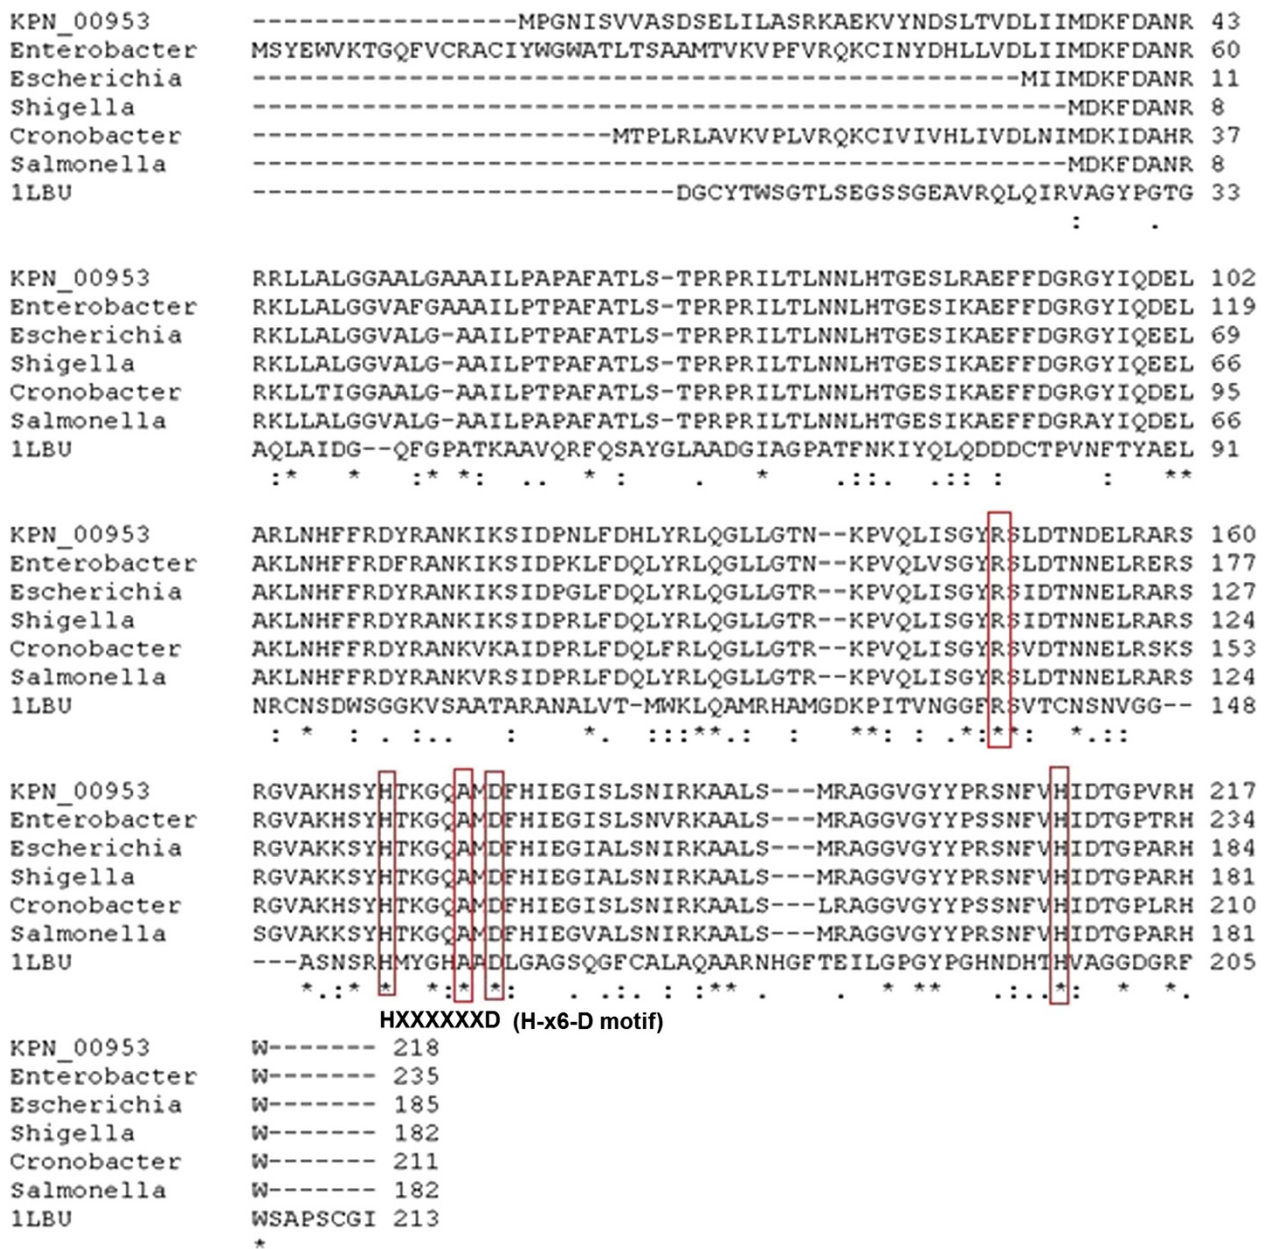 KPN_00953 -----------------MPGNISVVASDSELILASRKAEKVYNDSLTVDLIIMDKFDANR 43
Enterobacter MSYEWVKTGQFVCRACIYWGWATLTSAAMTVKVPFVRQKCINYDHLLVDLIIMDKFDANR 60
Escherichia -------------------------------------------------MIIMDKFDANR 11
Shigella ----------------------------------------------------MDKFDANR 8
Cronobacter -----------------------MTPLRLAVKVPLVRQKCIVIVHLIVDLNIMDKIDAHR 37
Salmonella ----------------------------------------------------MDKFDANR 8
1LBU ---------------------------DGCYTWSGTLSEGSSGEAVRQLQIRVAGYPGTG 33
: .
KPN_00953 RRLLALGGAALGAAAILPAPAFATLS-TPRPRILTLNNLHTGESLRAEFFDGRGYIQDEL 102
Enterobacter RKLLALGGVAFGAAAILPTPAFATLS-TPRPRILTLNNLHTGESIKAEFFDGRGYIQDEL 119
Escherichia RKLLALGGVALG-AAILPTPAFATLS-TPRPRILTLNNLHTGESIKAEFFDGRGYIQEEL 69
Shigella RKLLALGGVALG-AAILPTPAFATLS-TPRPRILTLNNLHTGESIKAEFFDGRGYIQEEL 66
Cronobacter RKLLTIGGAALG-AAILPTPAFATLS-TPRPRILTLNNLHTGESIKAEFFDGRGYIQDEL 95
Salmonella RKLLALGGVALG-AAILPAPAFATLS-TPRPRILTLNNLHTGESIKAEFFDGRAYIQDEL 66
1LBU AQLAIDG--QFGPATKAAVQRFQSAYGLAADGIAGPATFNKIYQLQDDDCTPVNFTYAEL 91
:* * :* *: .. * : . * .::. .:: : : **
KPN_00953 ARLNHFFRDYRANKIKSIDPNLFDHLYRLQGLLGTN--KPVQLISGYRSLDTNDELRARS 160
Enterobacter AKLNHFFRDFRANKIKSIDPKLFDQLYRLQGLLGTN--KPVQLVSGYRSLDTNNELRERS 177
Escherichia AKLNHFFRDYRANKIKSIDPGLFDQLYRLQGLLGTR--KPVQLISGYRSIDTNNELRARS 127
Shigella AKLNHFFRDYRANKIKSIDPRLFDQLYRLQGLLGTR--KPVQLISGYRSIDTNNELRARS 124
Cronobacter AKLNHFFRDYRANKVKAIDPRLFDQLFRLQGLLGTR--KPVQLISGYRSVDTNNELRSKS 153
Salmonella AKLNHFFRDYRANKVRSIDPRLFDQLYRLQGLLGTR--KPVQLISGYRSLDTNNELRARS 124
1LBU NRCNSDWSGGKVSAATARANALVT-MWKLQAMRHAMGDKPITVNGGFRSVTCNSNVGG-- 148
: * : . :.. : *. :::**.: : **: : .*:**: *.::
KPN_00953 RGVAKHSYHTKGQAMDFHIEGISLSNIRKAALS---MRAGGVGYYPRSNFVHIDTGPVRH 217
Enterobacter RGVAKHSYHTKGQAMDFHIEGISLSNVRKAALS---MRAGGVGYYPSSNFVHIDTGPTRH 234
Escherichia RGVAKKSYHTKGQAMDFHIEGIALSNIRKAALS---MRAGGVGYYPRSNFVHIDTGPARH 184
Shigella RGVAKKSYHTKGQAMDFHIEGIALSNIRKAALS---MRAGGVGYYPRSNFVHIDTGPARH 181
Cronobacter RGVAKHSYHTKGQAMDFHIEGISLSNIRKAALS---LRAGGVGYYPSSNFVHIDTGPLRH 210
Salmonella SGVAKKSYHTKGQAMDFHIEGVALSNIRKAALS---MRAGGVGYYPRSNFVHIDTGPARH 181
1LBU ---ASNSRHMYGHAADLGAGSQGFCALAQAARNHGFTEILGPGYPGHNDHTHVAGGDGRF 205
*.:* * *:* *: . .: . :** . . * ** .:..*: * *.
HXXXXXXD (H-x6-D motif)
KPN_00953 W------- 218
Enterobacter W------- 235
Escherichia W------- 185
Shigella W------- 182
Cronobacter W------- 211
Salmonella W------- 182
1LBU WSAPSCGI 213
*